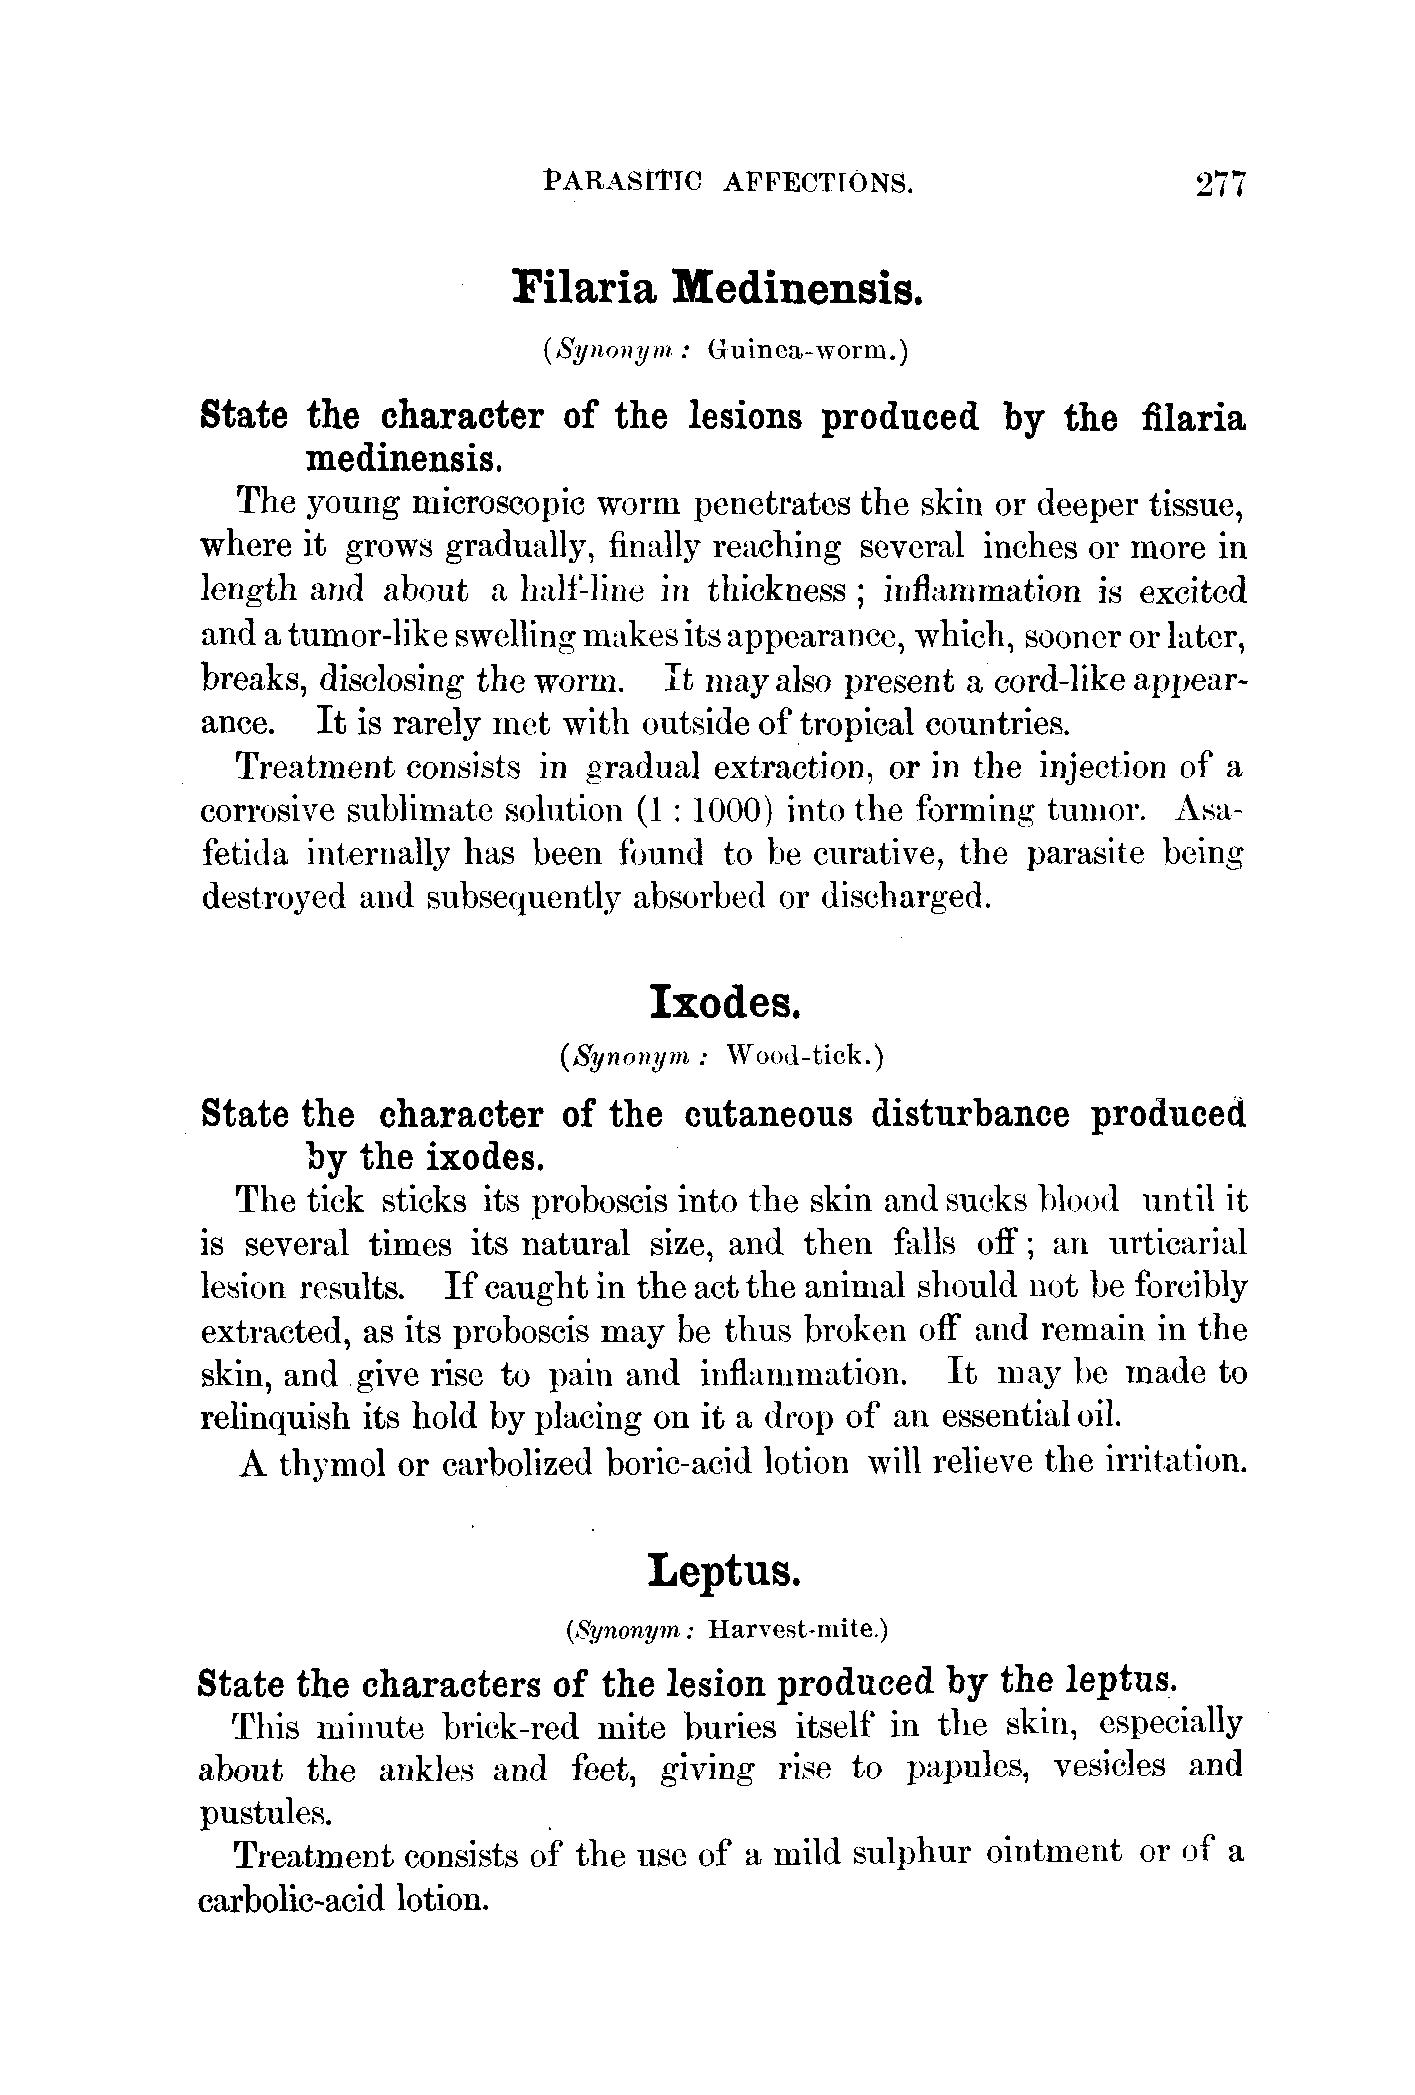 PARASITIC AFFECTIONS. 277
Filaria Medinensis.
(Synonym: Guinea-worm.)
State the character of the lesions produced by the filaria
medinensis.
The young microscopic worm penetrates the skin or deeper tissue,
where it grows gradually, finally reaching several inches or more in
length and about a half-line in thickness; inflammation is excited
and a tumor-like swelling makes its appearance, which, sooner or later,
breaks, disclosing the worm. It may also present a cord-like appear-
ance. It is rarely met with outside of tropical countries.
Treatment consists in gradual extraction, or in the injection of a
corrosive sublimate solution (1 : 1000) into the forming tumor. Asa-
fetida internally has been found to be curative, the parasite being
destroyed and subsequently absorbed or discharged.
Ixodes.
(Synonym: Wood-tick.)
State the character of the cutaneous disturbance produced
by the ixodes.
The tick sticks its proboscis into the skin and sucks blood until it
is several times its natural size, and then falls off; an urticarial
lesion results. If caught in the act the animal should not be forcibly
extracted, as its proboscis may be thus broken off and remain in the
skin, and give rise to pain and inflammation. It may be made to
relinquish its hold by placing on it a drop of an essential oil.
A thymol or carbolized boric-acid lotion will relieve the irritation.
Leptus.
(Synonym: Harvest-mite.)
State the characters of the lesion produced by the leptus.
This minute brick-red mite buries itself in the skin, especially
about the ankles and feet, giving rise to papules, vesicles and
pustules.
Treatment consists of the use of a mild sulphur ointment or of a
carbolic-acid lotion.